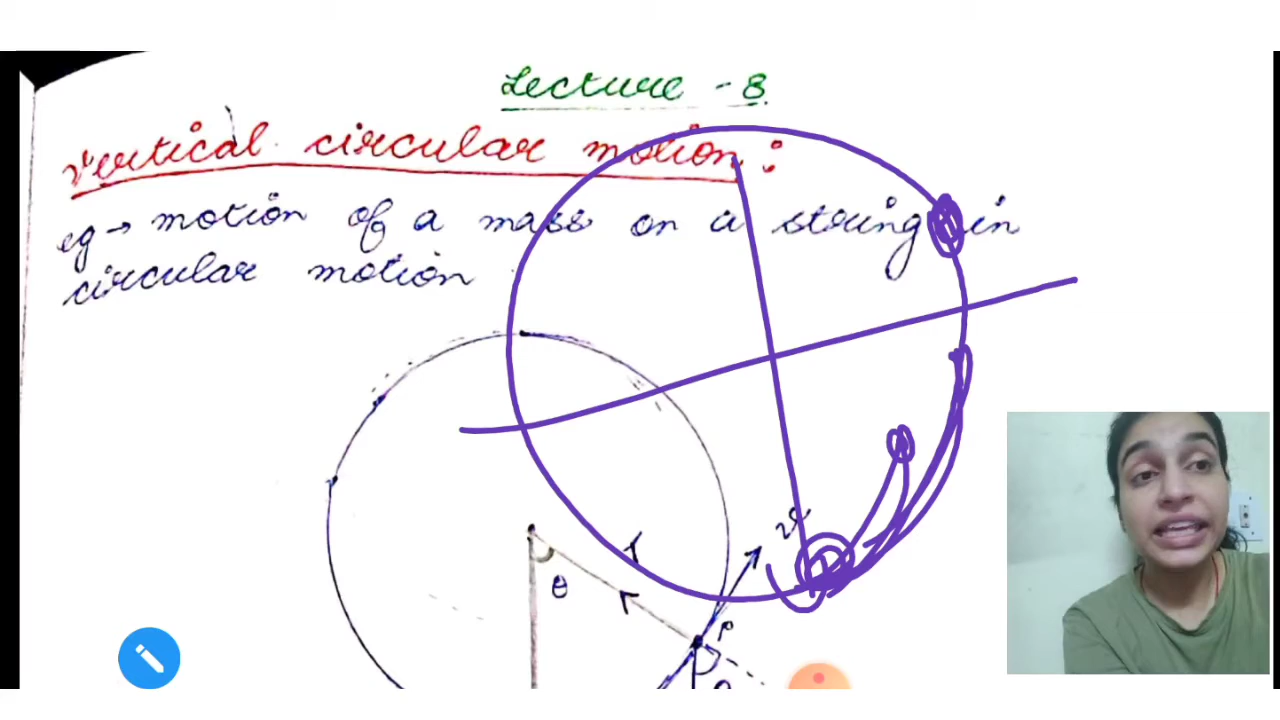 Lecture - 8
Vertical circular motion :
eg → motion of a mass on a string in
circular motion
v
T
θ
P
θ